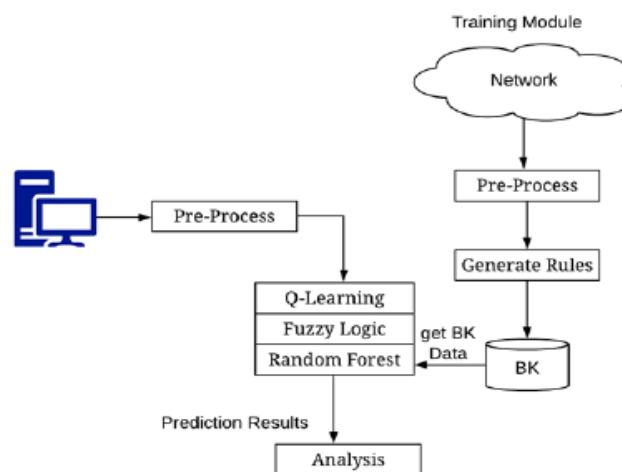 Training Module
Network
Pre-Process
Pre-Process
Generate Rules
Q-Learning
Fuzzy Logic
Random Forest
get BK
Data
BK
Prediction Results
Analysis